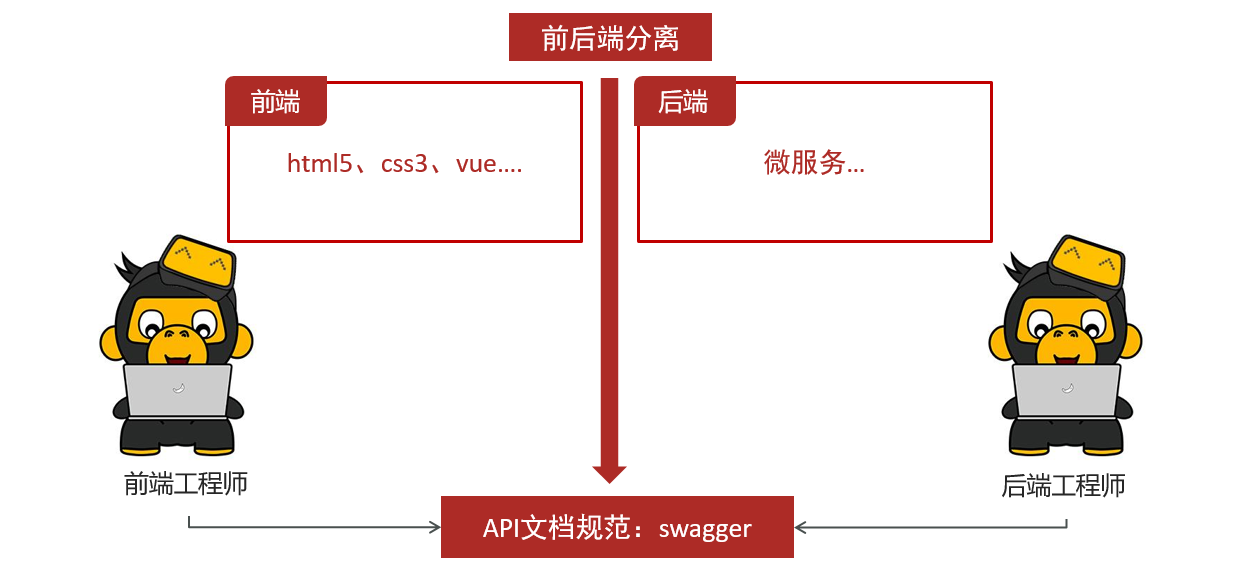 前后端分离
前端
后端
html5、css3、vue....
微服务...
前端工程师
后端工程师
API文档规范：swagger